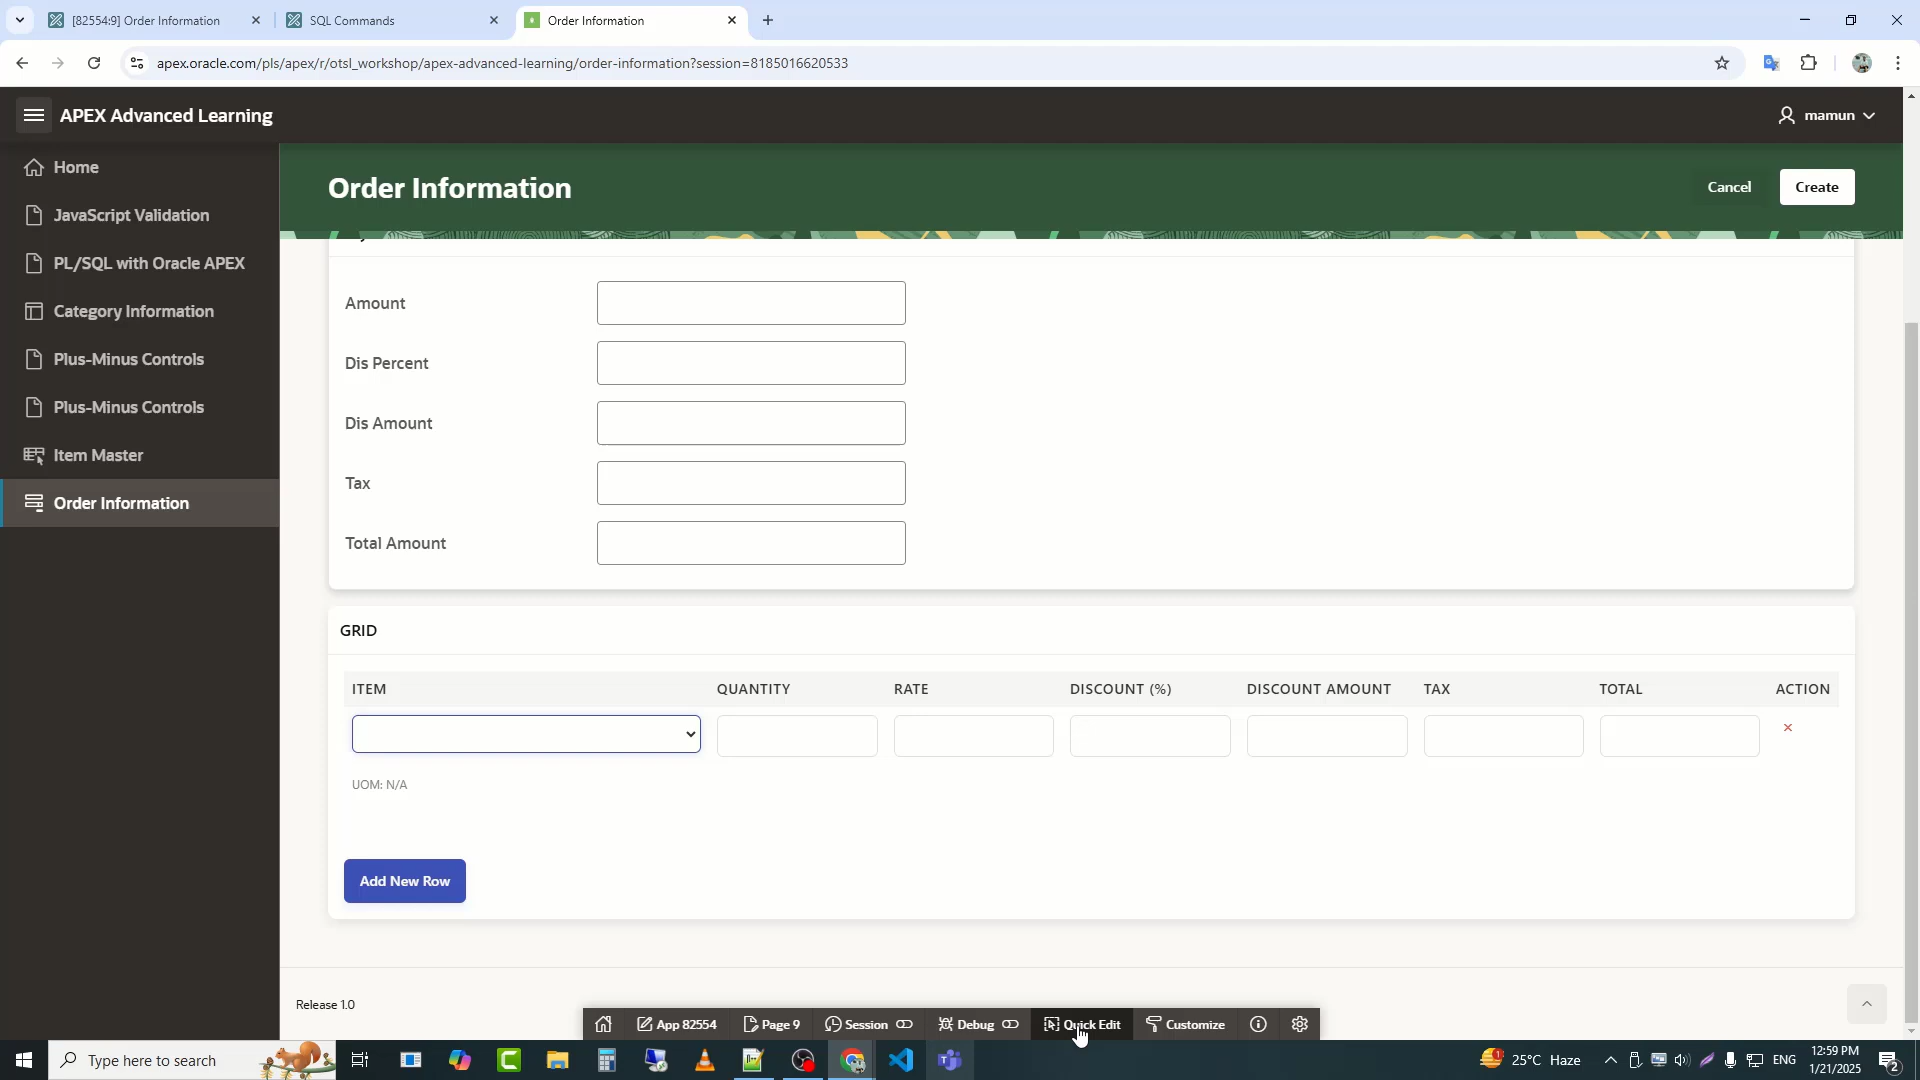 [82554:9] Order Information
SQL Commands
Order Information
apex.oracle.com/pls/apex/r/otsl_workshop/apex-advanced-learning/order-information?session=8185016620533
APEX Advanced Learning
mamun
Home
JavaScript Validation
PL/SQL with Oracle APEX
Category Information
Plus-Minus Controls
Plus-Minus Controls
Item Master
Order Information
Order Information
Cancel
Create
Amount
Dis Percent
Dis Amount
Tax
Total Amount
GRID
ITEM QUANTITY RATE DISCOUNT (%) DISCOUNT AMOUNT TAX TOTAL ACTION
UOM: N/A
Add New Row
Release 1.0
App 82554 Page 9 Session Debug Quick Edit Customize
Type here to search
1
25°C Haze
ENG
12:59 PM
1/21/2025
2